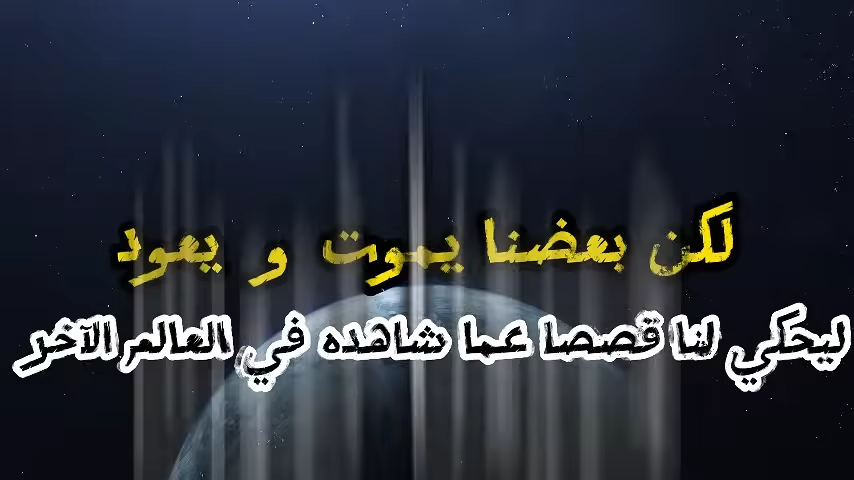 لكن بعضنا يموت و يعود
ليحكي لنا قصصا عما شاهده في العالم الآخر